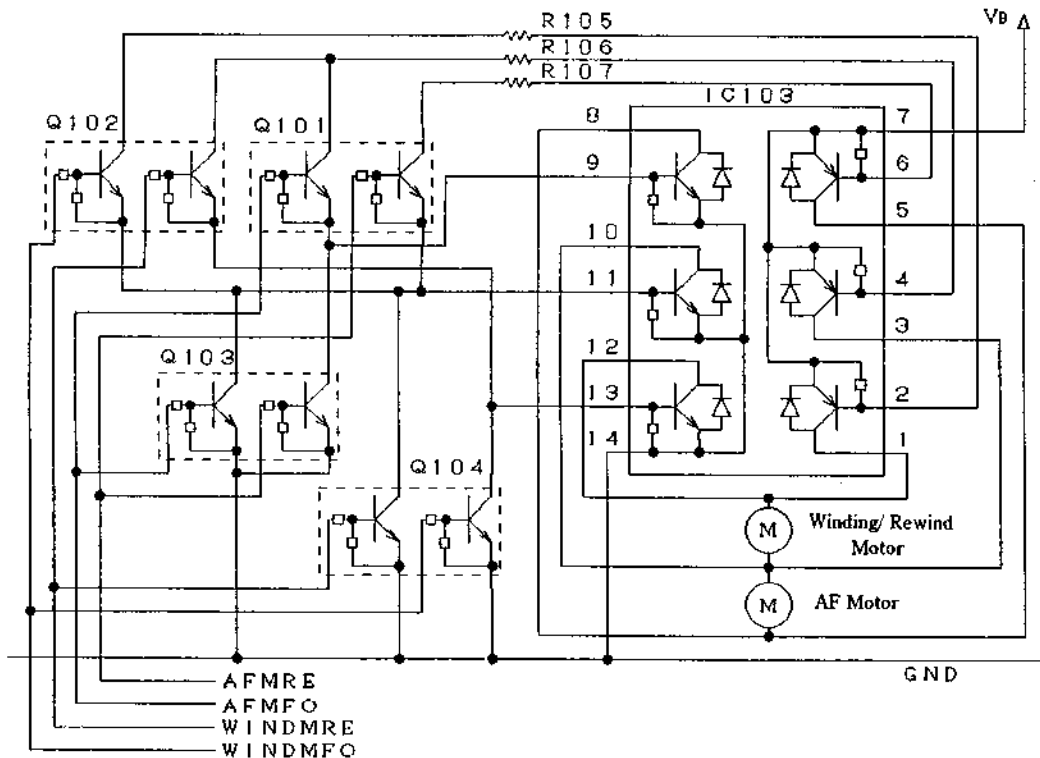 R105
VB
R106
R107
IC103
Q102
Q101
8
7
9
6
5
10
11
4
3
12
Q103
13
2
14
1
Q104
Winding/ Rewind
Motor
M
AF Motor
M
GND
AFMRE
AFMFO
WINDMRE
WINDMFO